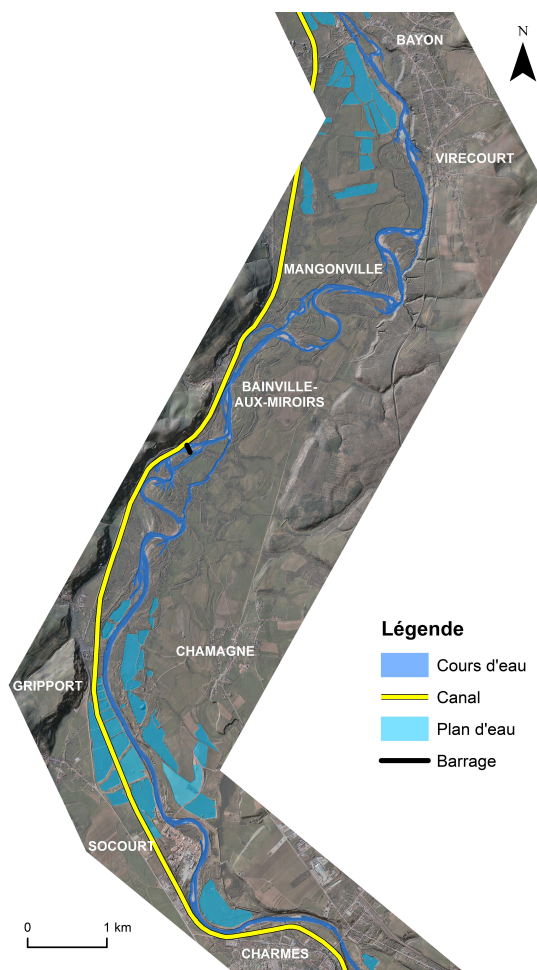 BAYON
N
VIRECOURT
MANGONVILLE
BAINVILLE-
AUX-MIROIRS
CHAMAGNE
GRIPPORT
SOCOURT
CHARMES
Légende
Cours d'eau
Canal
Plan d'eau
Barrage
0 1 km